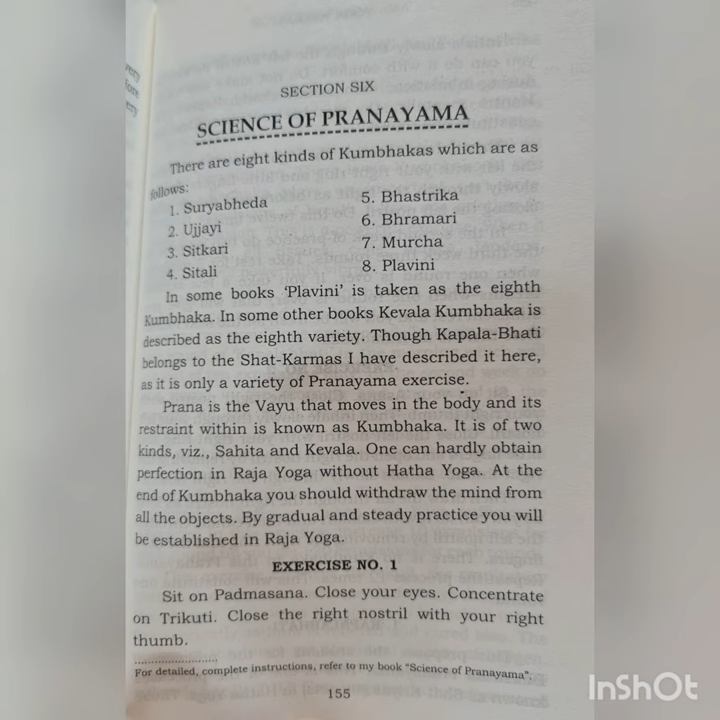 very
fore
very
SECTION SIX
SCIENCE OF PRANAYAMA
There are eight kinds of Kumbhakas which are as
follows:
1. Suryabheda
2. Ujjayi
3. Sitkari
4. Sitali
5. Bhastrika
6. Bhramari
7. Murcha
8. Plavini
In some books ‘Plavini’ is taken as the eighth
Kumbhaka. In some other books Kevala Kumbhaka is
described as the eighth variety. Though Kapala-Bhati
belongs to the Shat-Karmas I have described it here,
as it is only a variety of Pranayama exercise.
Prana is the Vayu that moves in the body and its
restraint within is known as Kumbhaka. It is of two
kinds, viz., Sahita and Kevala. One can hardly obtain
perfection in Raja Yoga without Hatha Yoga. At the
end of Kumbhaka you should withdraw the mind from
all the objects. By gradual and steady practice you will
be established in Raja Yoga.
EXERCISE NO. 1
Sit on Padmasana. Close your eyes. Concentrate
on Trikuti. Close the right nostril with your right
thumb.
For detailed, complete instructions, refer to my book “Science of Pranayama”.
155
InShOt